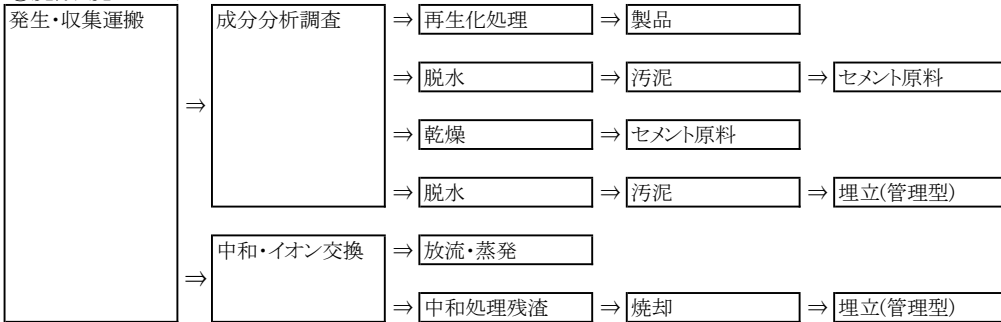 発生・収集運搬
成分分析調査
⇒ 再生化処理 ⇒ 製品
⇒ 脱水 ⇒ 汚泥 ⇒ セメント原料
⇒
⇒ 乾燥 ⇒ セメント原料
⇒ 脱水 ⇒ 汚泥 ⇒ 埋立(管理型)
中和・イオン交換 ⇒ 放流・蒸発
⇒
⇒ 中和処理残渣 ⇒ 焼却 ⇒ 埋立(管理型)